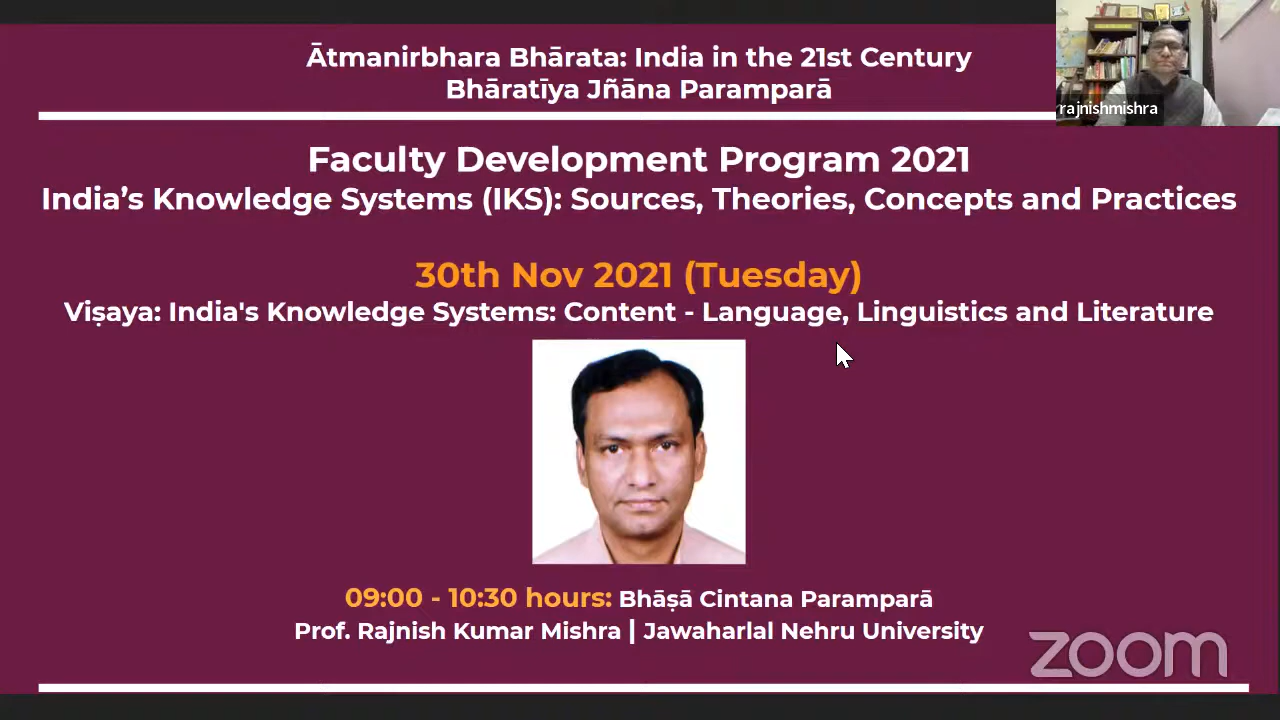 Ātmanirbhara Bhārata: India in the 21st Century
Bhāratīya Jñāna Paramparā
rajnishmishra
Faculty Development Program 2021
India’s Knowledge Systems (IKS): Sources, Theories, Concepts and Practices
30th Nov 2021 (Tuesday)
Viṣaya: India's Knowledge Systems: Content - Language, Linguistics and Literature
09:00 - 10:30 hours: Bhāṣā Cintana Paramparā
Prof. Rajnish Kumar Mishra | Jawaharlal Nehru University
zoom